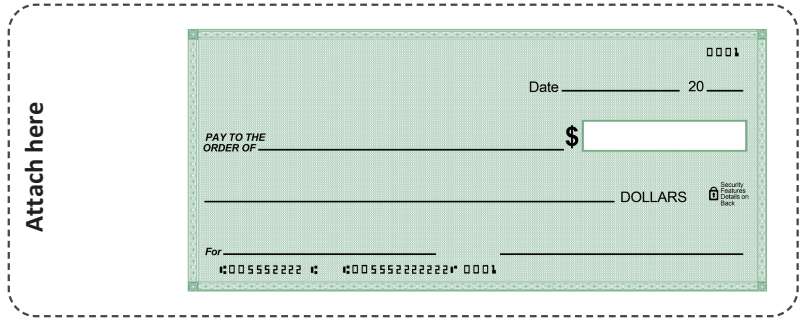 Attach here
0001
Date 20
PAY TO THE
ORDER OF $
DOLLARS
Security
Features
Details on
Back
For
⑆005552222⑆ ⑆005552222222⑈ 0001